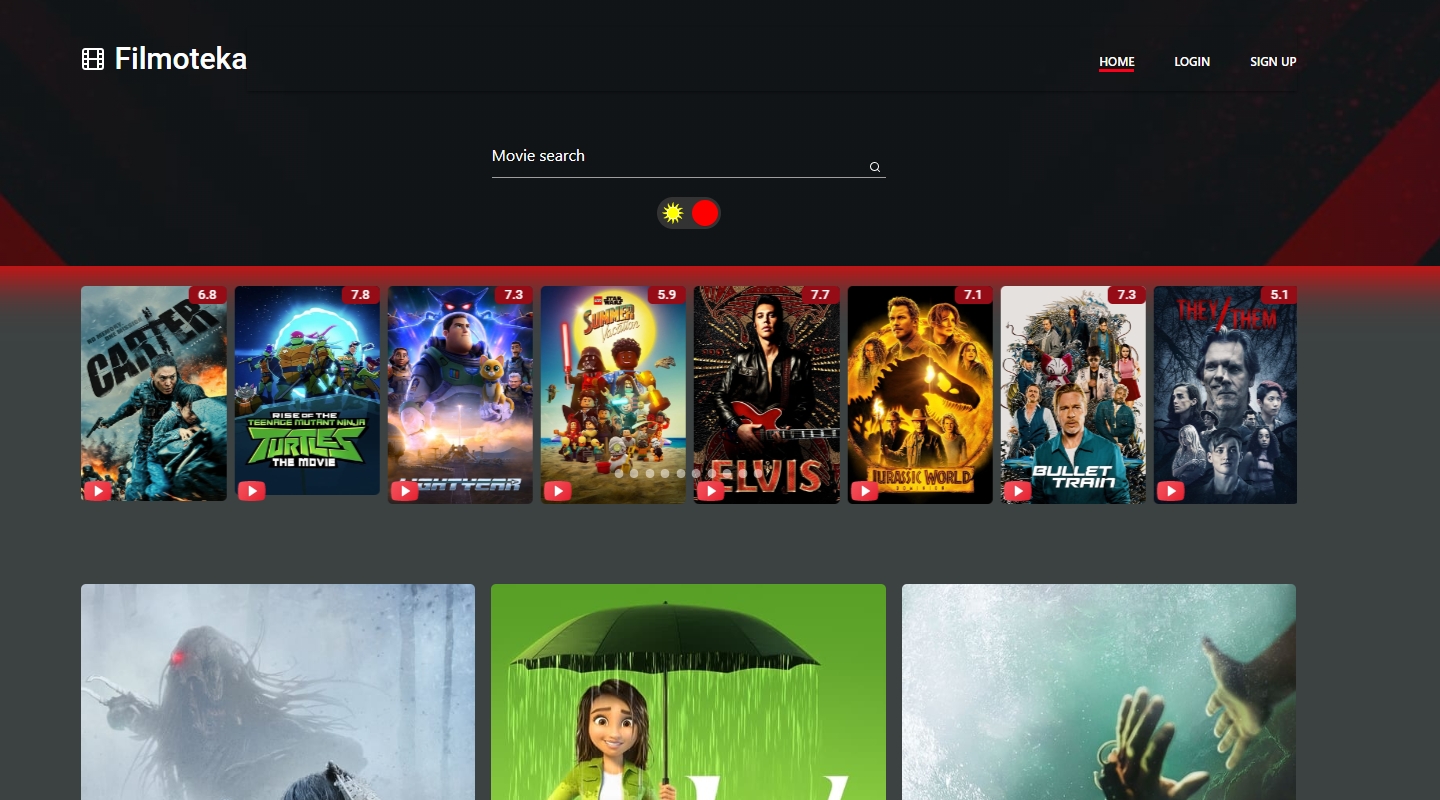 Filmoteka
HOME LOGIN SIGN UP
Movie search
6.8
7.8
7.3
5.9
7.7
7.1
7.3
5.1
CARTER
RISE OF THE
TEENAGE MUTANT NINJA
TURTLES
THE MOVIE
LIGHTYEAR
LEGO STAR WARS
SUMMER
Vacation
ELVIS
JURASSIC WORLD
DOMINION
BULLET
TRAIN
THEY/THEM